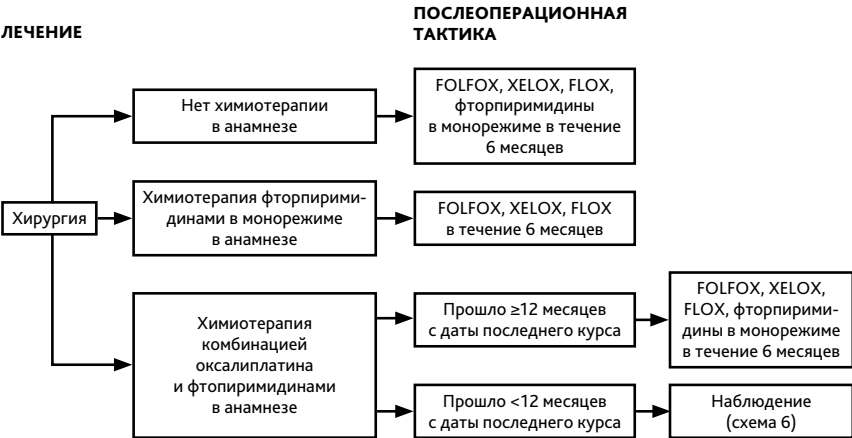 ЛЕЧЕНИЕ
ПОСЛЕОПЕРАЦИОННАЯ
ТАКТИКА
Нет химиотерапии
в анамнезе
FOLFOX, XELOX, FLOX,
фторпиримидины
в монорежиме в течение
6 месяцев
Хирургия
Химиотерапия фторпирими-
динами в монорежиме
в анамнезе
FOLFOX, XELOX, FLOX
в течение 6 месяцев
Химиотерапия
комбинацией
оксалиплатина
и фтопиримидинами
в анамнезе
Прошло ≥12 месяцев
с даты последнего курса
FOLFOX, XELOX,
FLOX, фторпирими-
дины в монорежиме
в течение 6 месяцев
Прошло <12 месяцев
с даты последнего курса
Наблюдение
(схема 6)